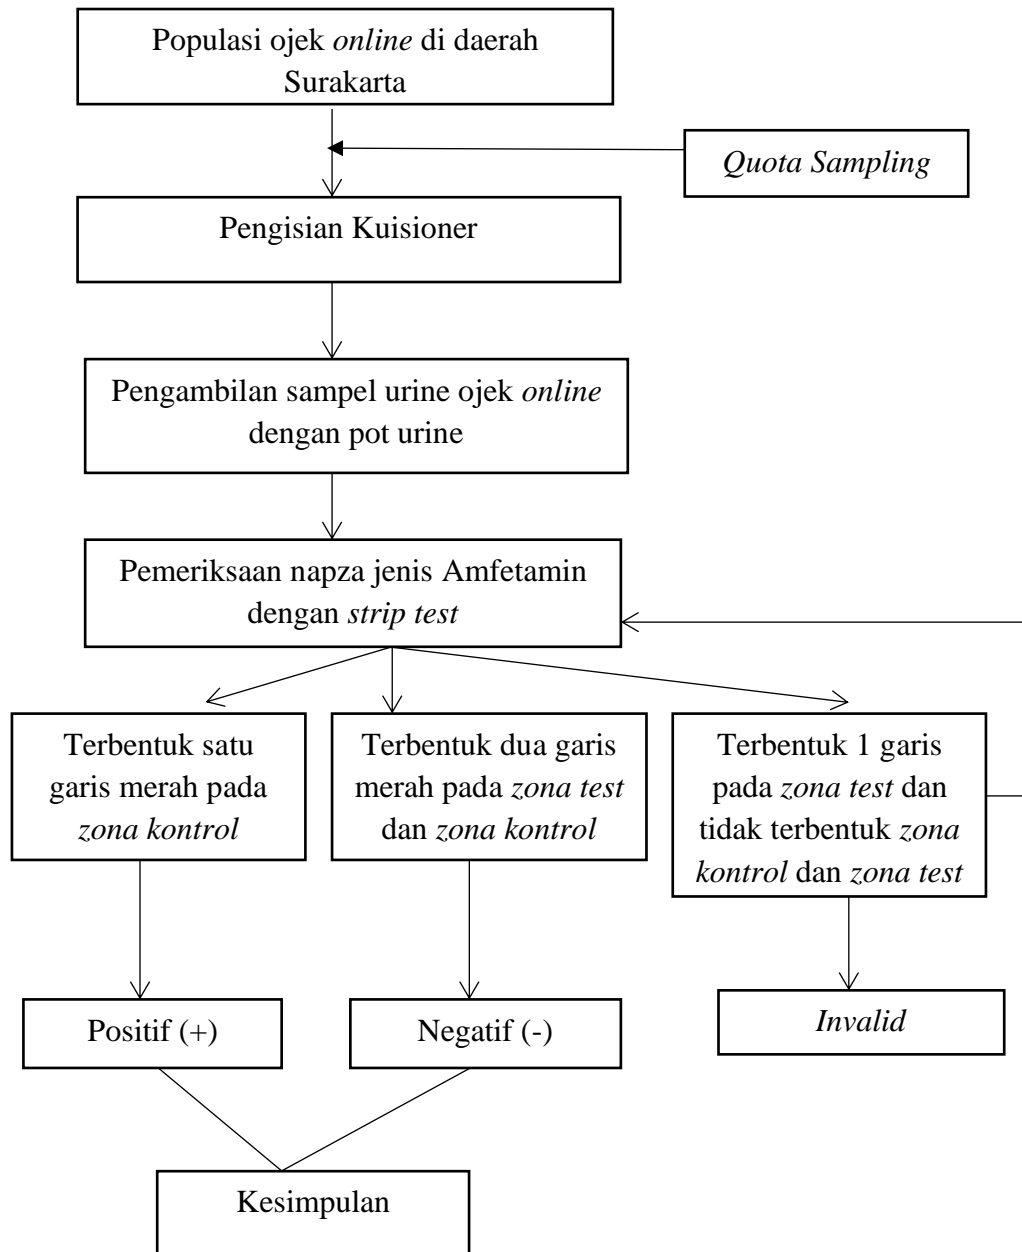 Populasi ojek online di daerah
Surakarta
Quota Sampling
Pengisian Kuisioner
Pengambilan sampel urine ojek online
dengan pot urine
Pemeriksaan napza jenis Amfetamin
dengan strip test
Terbentuk satu
garis merah pada
zona kontrol
Terbentuk dua garis
merah pada zona test
dan zona kontrol
Terbentuk 1 garis
pada zona test dan
tidak terbentuk zona
kontrol dan zona test
Positif (+)
Negatif (-)
Invalid
Kesimpulan